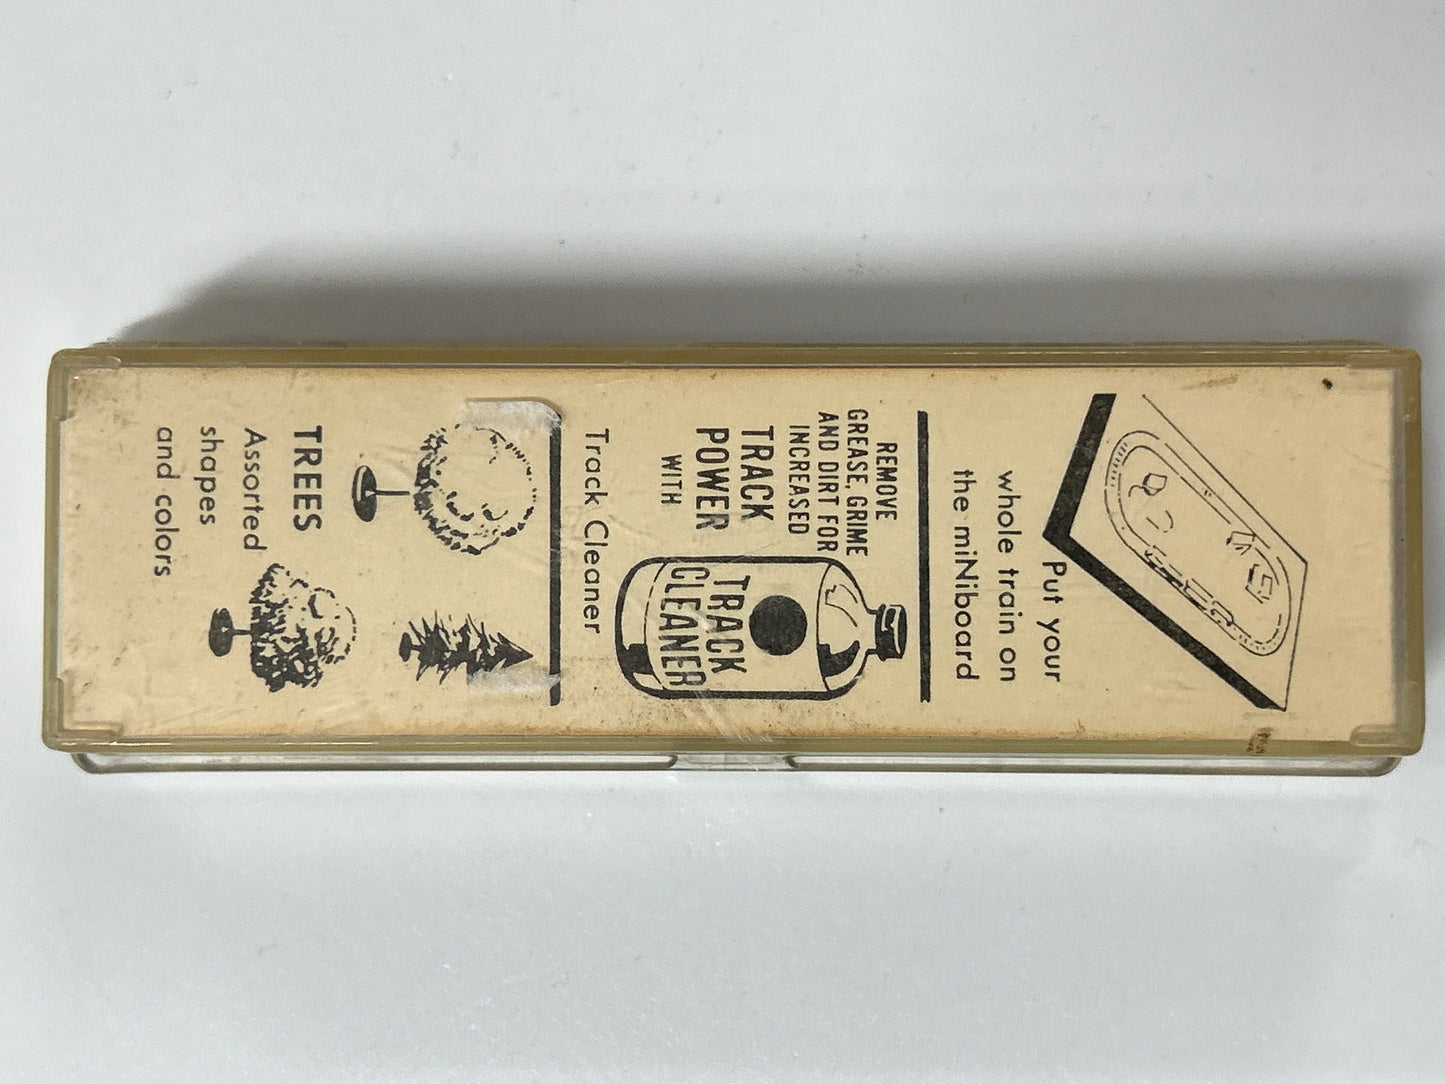 Put your
whole train on
the miNiboard
REMOVE
GREASE, GRIME
AND DIRT FOR
INCREASED
TRACK
POWER
WITH
TRACK
CLEANER
Track Cleaner
TREES
Assorted
shapes
and colors